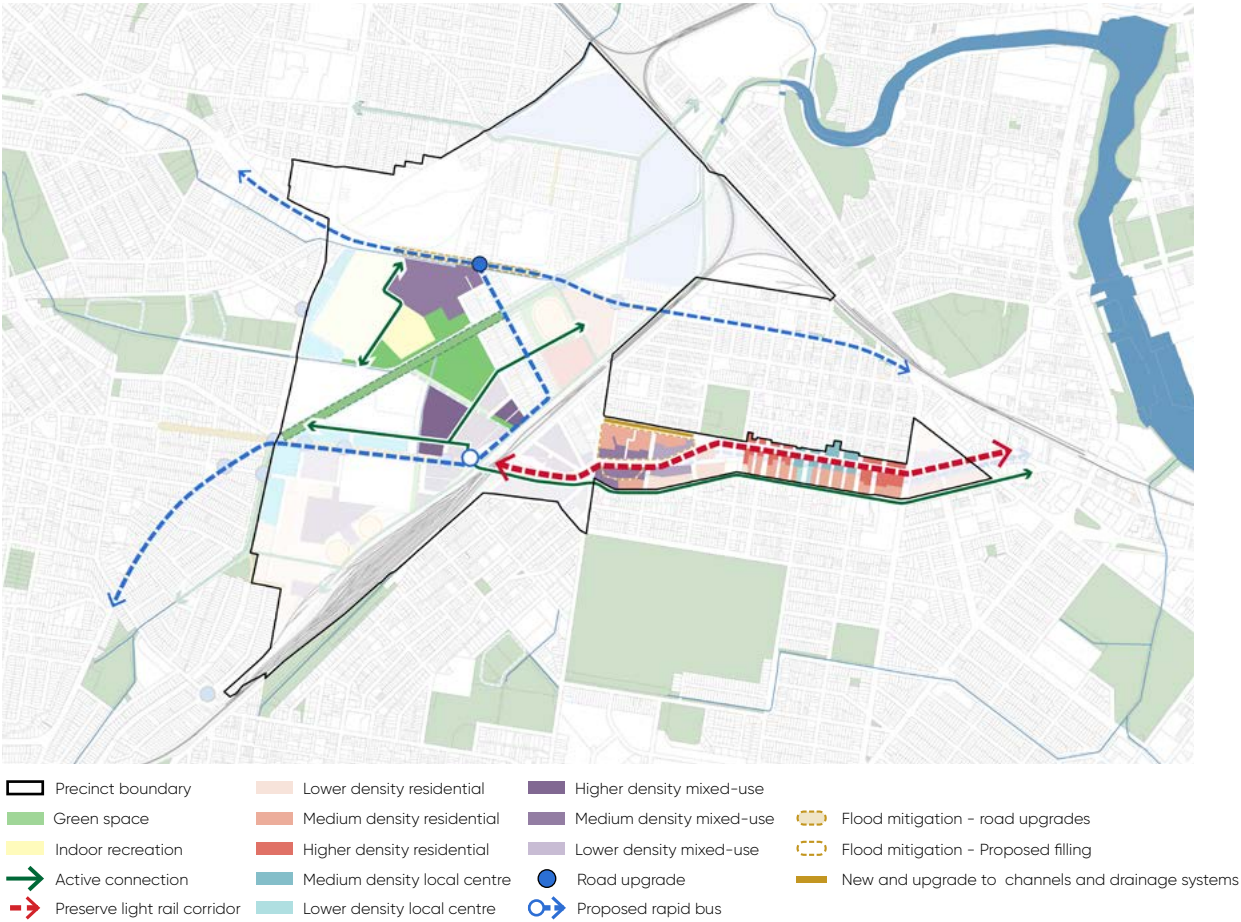 Precinct boundary
Green space
Indoor recreation
Active connection
Preserve light rail corridor
Lower density residential
Medium density residential
Higher density residential
Medium density local centre
Lower density local centre
Higher density mixed-use
Medium density mixed-use
Lower density mixed-use
Road upgrade
Proposed rapid bus
Flood mitigation - road upgrades
Flood mitigation - Proposed filling
New and upgrade to channels and drainage systems